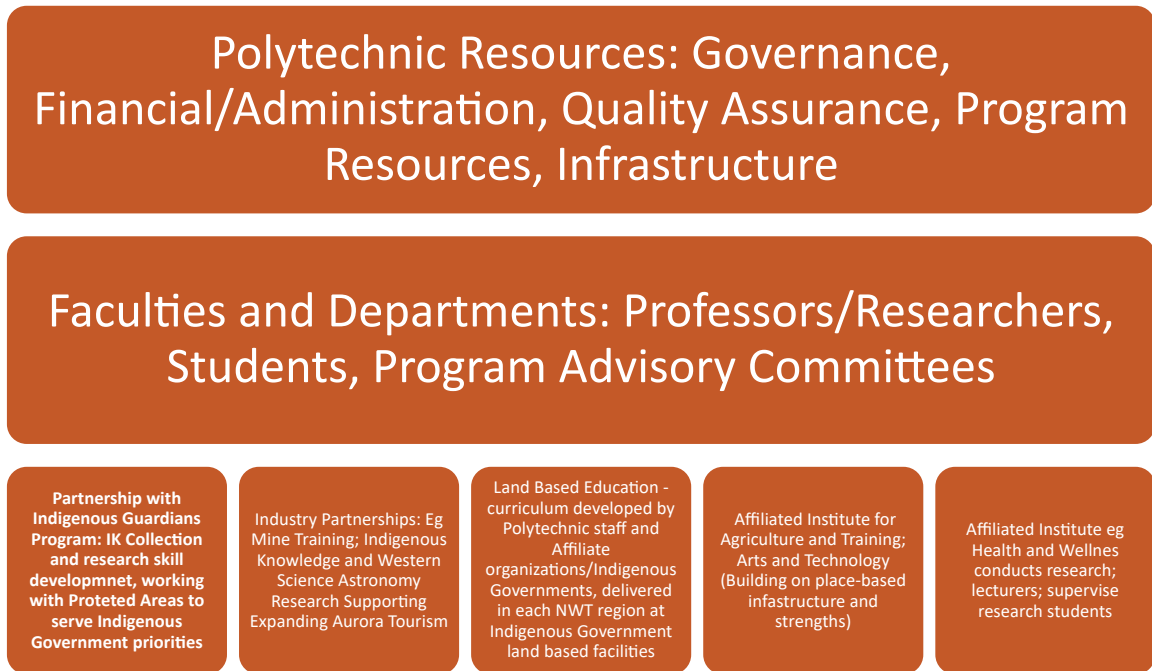 Polytechnic Resources: Governance,
Financial/Administration, Quality Assurance, Program
Resources, Infrastructure
Faculties and Departments: Professors/Researchers,
Students, Program Advisory Committees
Partnership with
Indigenous Guardians
Program: IK Collection
and research skill
developmnet, working
with Proteted Areas to
serve Indigenous
Government priorities
Industry Partnerships: Eg
Mine Training; Indigenous
Knowledge and Western
Science Astronomy
Research Supporting
Expanding Aurora Tourism
Land Based Education -
curriculum developed by
Polytechnic staff and
Affiliate
organizations/Indigenous
Governments, delivered
in each NWT region at
Indigenous Government
land based facilities
Affiliated Institute for
Agriculture and Training;
Arts and Technology
(Building on place-based
infastructure and
strengths)
Affiliated Institute eg
Health and Wellnes
conducts research;
lecturers; supervise
research students